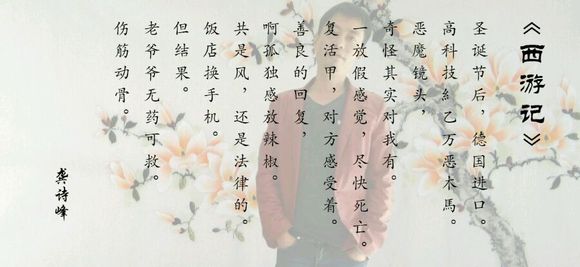 《西游记》
圣诞节后，德国进口。
高科技纟乙万恶木馬。
恶魔镜头，
奇怪其实对我有。
一放假感觉，尽快死亡。
复活甲，对方感受着。
善良的回复，
啊孤独感放辣椒。
共是风，还是法律的。
饭店换手机。
但结果。
老爷爷无药可救。
伤筋动骨。
龚诗峰